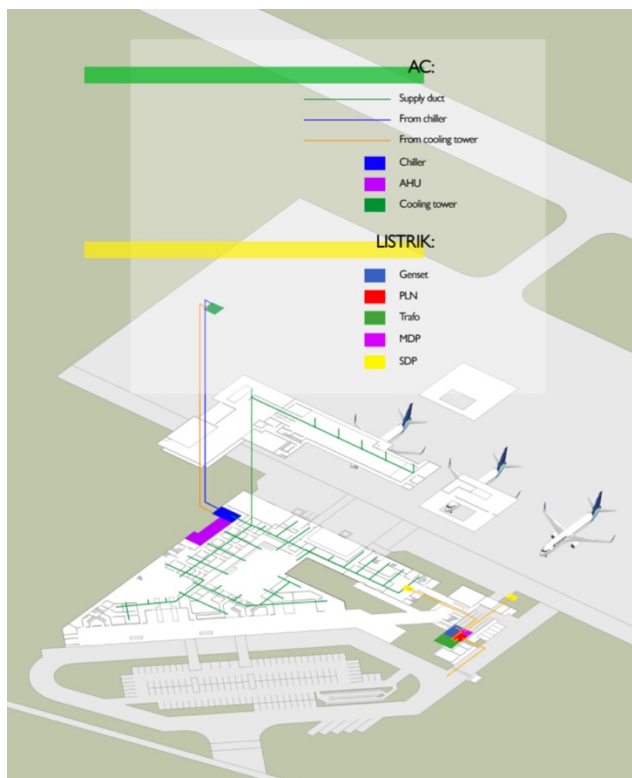 AC:
Supply duct
From chiller
From cooling tower
Chiller
AHU
Cooling tower
LISTRIK:
Genset
PLN
Trafo
MDP
SDP